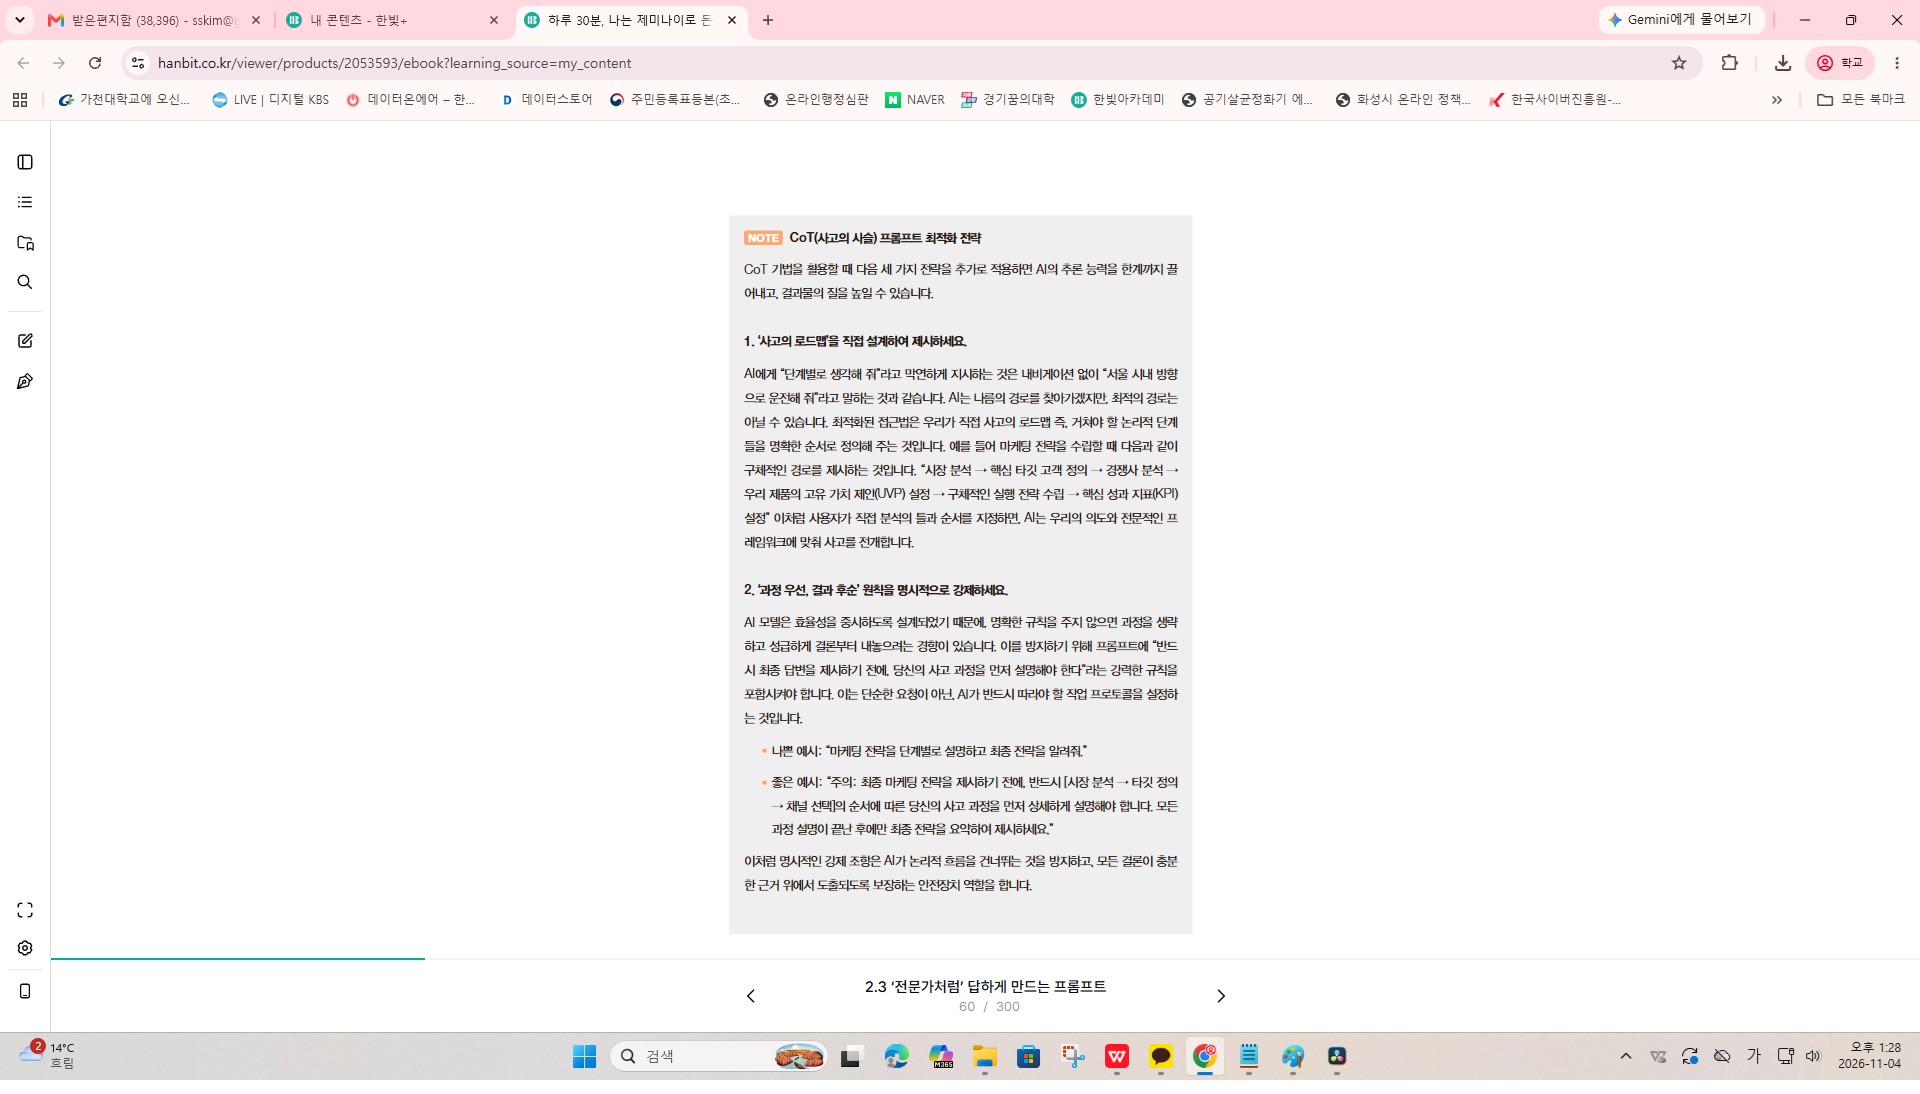 받은편지함 (38,396) - sskim@g
내 콘텐츠 - 한빛+
하루 30분, 나는 제미나이로 돈
Gemini에게 물어보기
hanbit.co.kr/viewer/products/2053593/ebook?learning_source=my_content
학교
가천대학교에 오신...
LIVE | 디지털 KBS
데이터온에어 – 한...
데이터스토어
주민등록표등본(초...
온라인행정심판
NAVER
경기꿈의대학
한빛아카데미
공기살균정화기 에...
화성시 온라인 정책...
한국사이버진흥원-...
모든 북마크
NOTE CoT(사고의 사슬) 프롬프트 최적화 전략
CoT 기법을 활용할 때 다음 세 가지 전략을 추가로 적용하면 AI의 추론 능력을 한계까지 끌
어내고, 결과물의 질을 높일 수 있습니다.
1. ‘사고의 로드맵’을 직접 설계하여 제시하세요.
AI에게 “단계별로 생각해 줘”라고 막연하게 지시하는 것은 내비게이션 없이 “서울 시내 방향
으로 운전해 줘”라고 말하는 것과 같습니다. AI는 나름의 경로를 찾아가겠지만, 최적의 경로는
아닐 수 있습니다. 최적화된 접근법은 우리가 직접 사고의 로드맵 즉, 거쳐야 할 논리적 단계
들을 명확한 순서로 정의해 주는 것입니다. 예를 들어 마케팅 전략을 수립할 때 다음과 같이
구체적인 경로를 제시하는 것입니다. “시장 분석 → 핵심 타깃 고객 정의 → 경쟁사 분석 →
우리 제품의 고유 가치 제안(UVP) 설정 → 구체적인 실행 전략 수립 → 핵심 성과 지표(KPI)
설정” 이처럼 사용자가 직접 분석의 틀과 순서를 지정하면, AI는 우리의 의도와 전문적인 프
레임워크에 맞춰 사고를 전개합니다.
2. ‘과정 우선, 결과 후순’ 원칙을 명시적으로 강제하세요.
AI 모델은 효율성을 중시하도록 설계되었기 때문에, 명확한 규칙을 주지 않으면 과정을 생략
하고 성급하게 결론부터 내놓으려는 경향이 있습니다. 이를 방지하기 위해 프롬프트에 “반드
시 최종 답변을 제시하기 전에, 당신의 사고 과정을 먼저 설명해야 한다”라는 강력한 규칙을
포함시켜야 합니다. 이는 단순한 요청이 아닌, AI가 반드시 따라야 할 작업 프로토콜을 설정하
는 것입니다.
• 나쁜 예시: “마케팅 전략을 단계별로 설명하고 최종 전략을 알려줘.”
• 좋은 예시: “주의: 최종 마케팅 전략을 제시하기 전에, 반드시 [시장 분석 → 타깃 정의
→ 채널 선택]의 순서에 따른 당신의 사고 과정을 먼저 상세하게 설명해야 합니다. 모든
과정 설명이 끝난 후에만 최종 전략을 요약하여 제시하세요.”
이처럼 명시적인 강제 조항은 AI가 논리적 흐름을 건너뛰는 것을 방지하고, 모든 결론이 충분
한 근거 위에서 도출되도록 보장하는 안전장치 역할을 합니다.
2.3 ‘전문가처럼’ 답하게 만드는 프롬프트
60 / 300
2
14°C
흐림
검색
M365
가
오후 1:28
2026-11-04